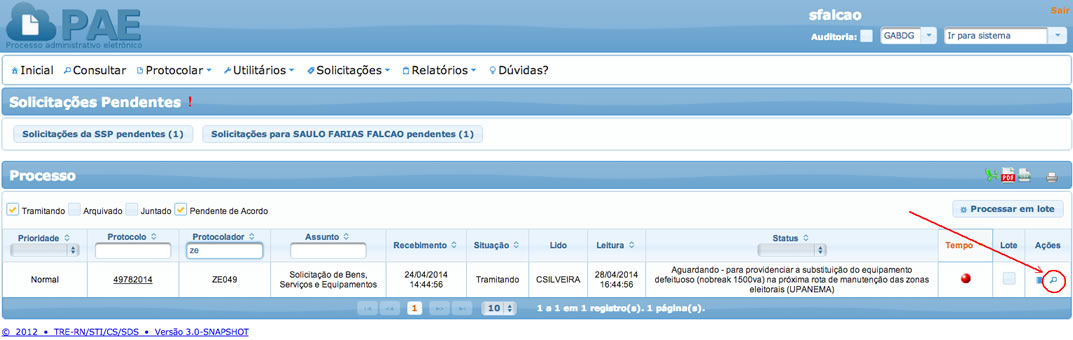 PAE
Processo administrativo eletrônico
Sair
sfalcao
Auditoria: GABDG Ir para sistema
Inicial Consultar Protocolar Utilitários Solicitações Relatórios Dúvidas?
Solicitações Pendentes !
Solicitações da SSP pendentes (1) Solicitações para SAULO FARIAS FALCAO pendentes (1)
Processo
PDF
Tramitando Arquivado Juntado Pendente de Acordo Processar em lote
Prioridade Protocolo Protocolador Assunto Recebimento Situação Lido Leitura Status Tempo Lote Ações
ze
Normal 49782014 ZE049 Solicitação de Bens, Serviços e Equipamentos 24/04/2014 14:44:56 Tramitando CSILVEIRA 28/04/2014 16:44:56 Aguardando - para providenciar a substituição do equipamento defeituoso (nobreak 1500va) na próxima rota de manutenção das zonas eleitorais (UPANEMA)
1 10 1 a 1 em 1 registro(s). 1 página(s).
© 2012 • TRE-RN/STI/CS/SDS • Versão 3.0-SNAPSHOT